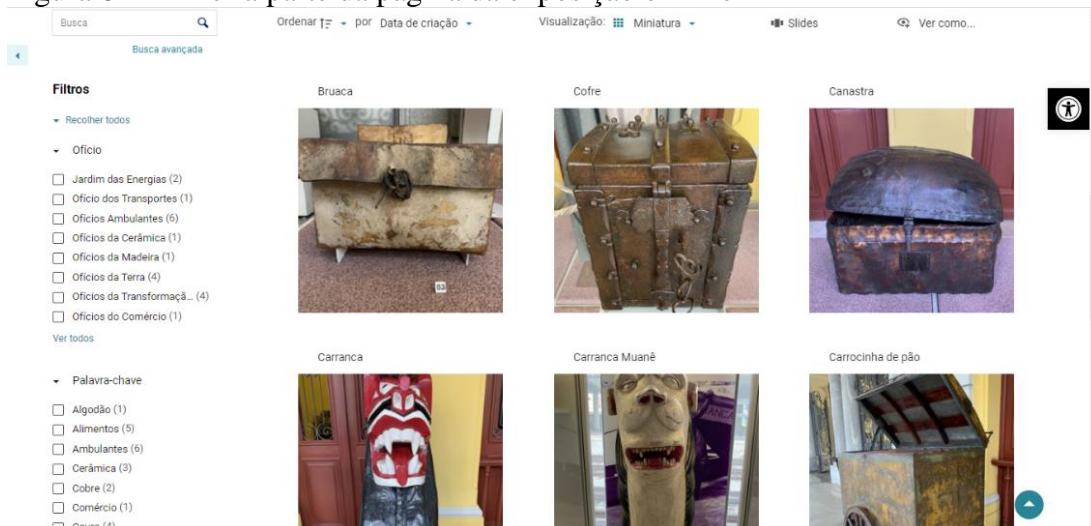 Busca
Ordenar por Data de criação
Visualização: Miniatura
Slides
Ver como...
Busca avançada
Filtros
Recolher todos
Ofício
Jardim das Energias (2)
Ofício dos Transportes (1)
Ofícios Ambulantes (6)
Ofícios da Cerâmica (1)
Ofícios da Madeira (1)
Ofícios da Terra (4)
Ofícios da Transformaçã... (4)
Ofícios do Comércio (1)
Ver todos
Palavra-chave
Algodão (1)
Alimentos (5)
Ambulantes (6)
Cerâmica (3)
Cobre (2)
Comércio (1)
Bruaca
Cofre
Canastra
63
Carranca
Carranca Muanê
Carrocinha de pão